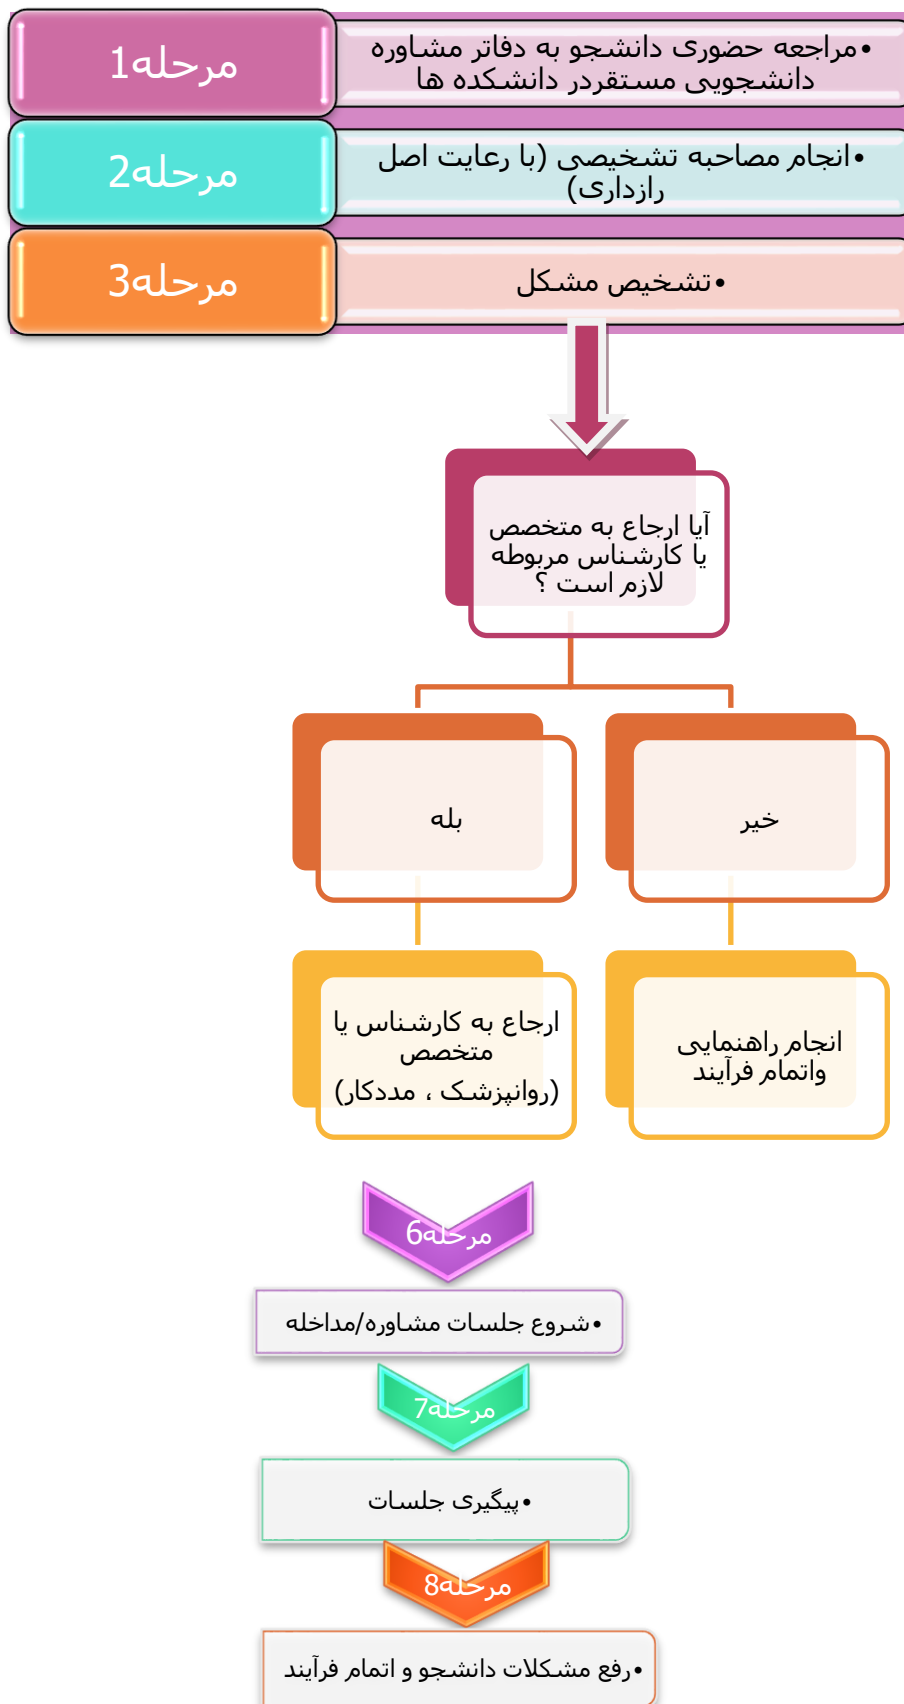 مرحله1
•مراجعه حضوری دانشجو به دفاتر مشاوره
دانشجویی مستقردر دانشکده ها
مرحله2
•انجام مصاحبه تشخیصی (با رعایت اصل
رازداری)
مرحله3
•تشخیص مشکل
آیا ارجاع به متخصص
یا کارشناس مربوطه
لازم است ؟
خیر
بله
انجام راهنمایی
واتمام فرآیند
ارجاع به کارشناس یا
متخصص
(روانپزشک ، مددکار)
مرحله6
•شروع جلسات مشاوره/مداخله
مرحله7
•پیگیری جلسات
مرحله8
•رفع مشکلات دانشجو و اتمام فرآیند